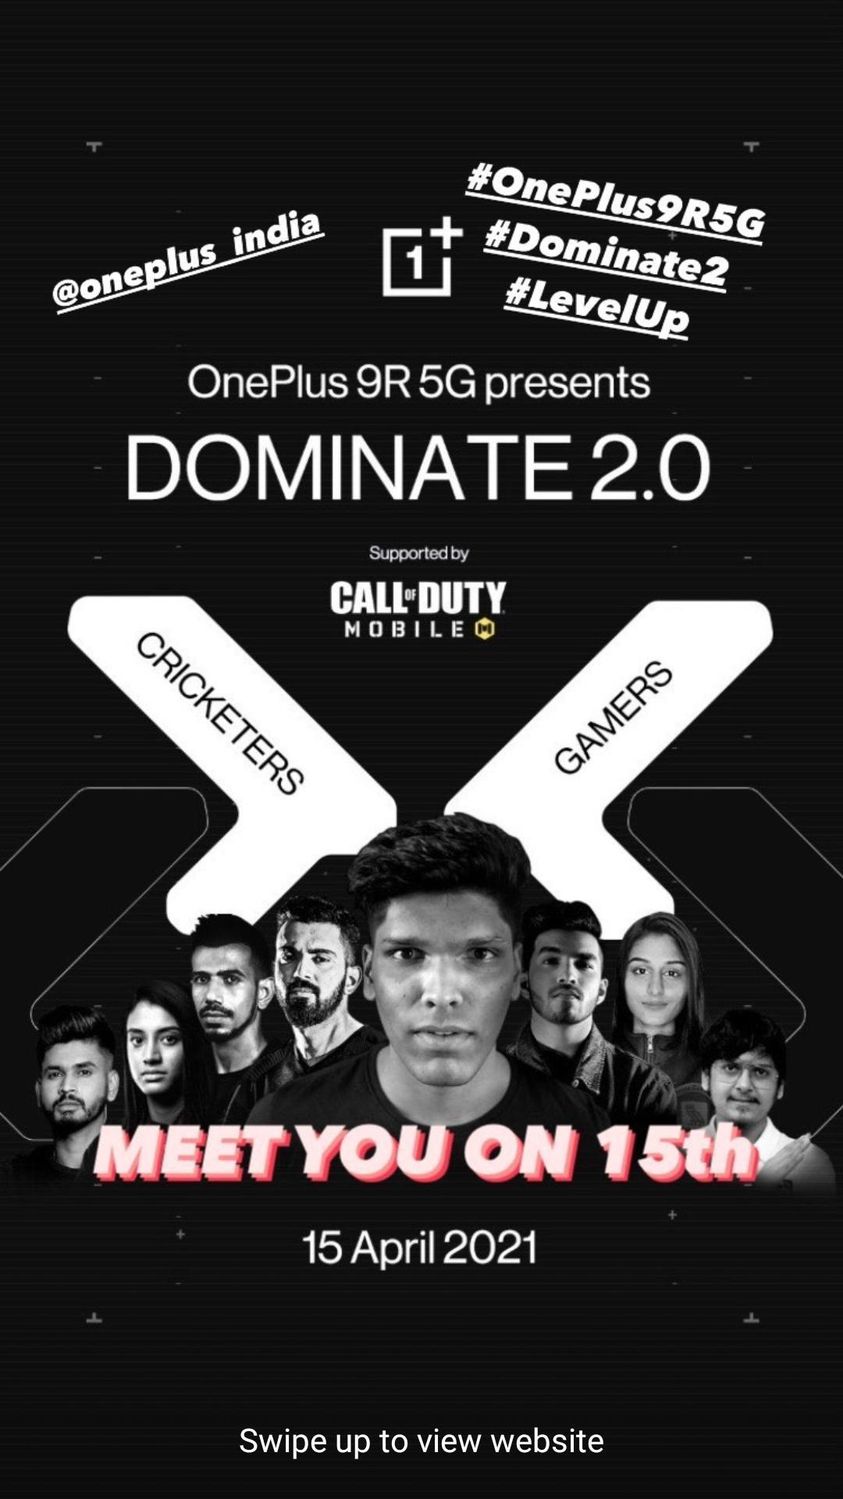 @oneplus_india
#OnePlus9R5G
#Dominate2
#LevelUp
1+
OnePlus 9R 5G presents
DOMINATE 2.0
Supported by
CALL OF DUTY
MOBILE
CRICKETERS
GAMERS
MEET YOU ON 15th
15 April 2021
Swipe up to view website